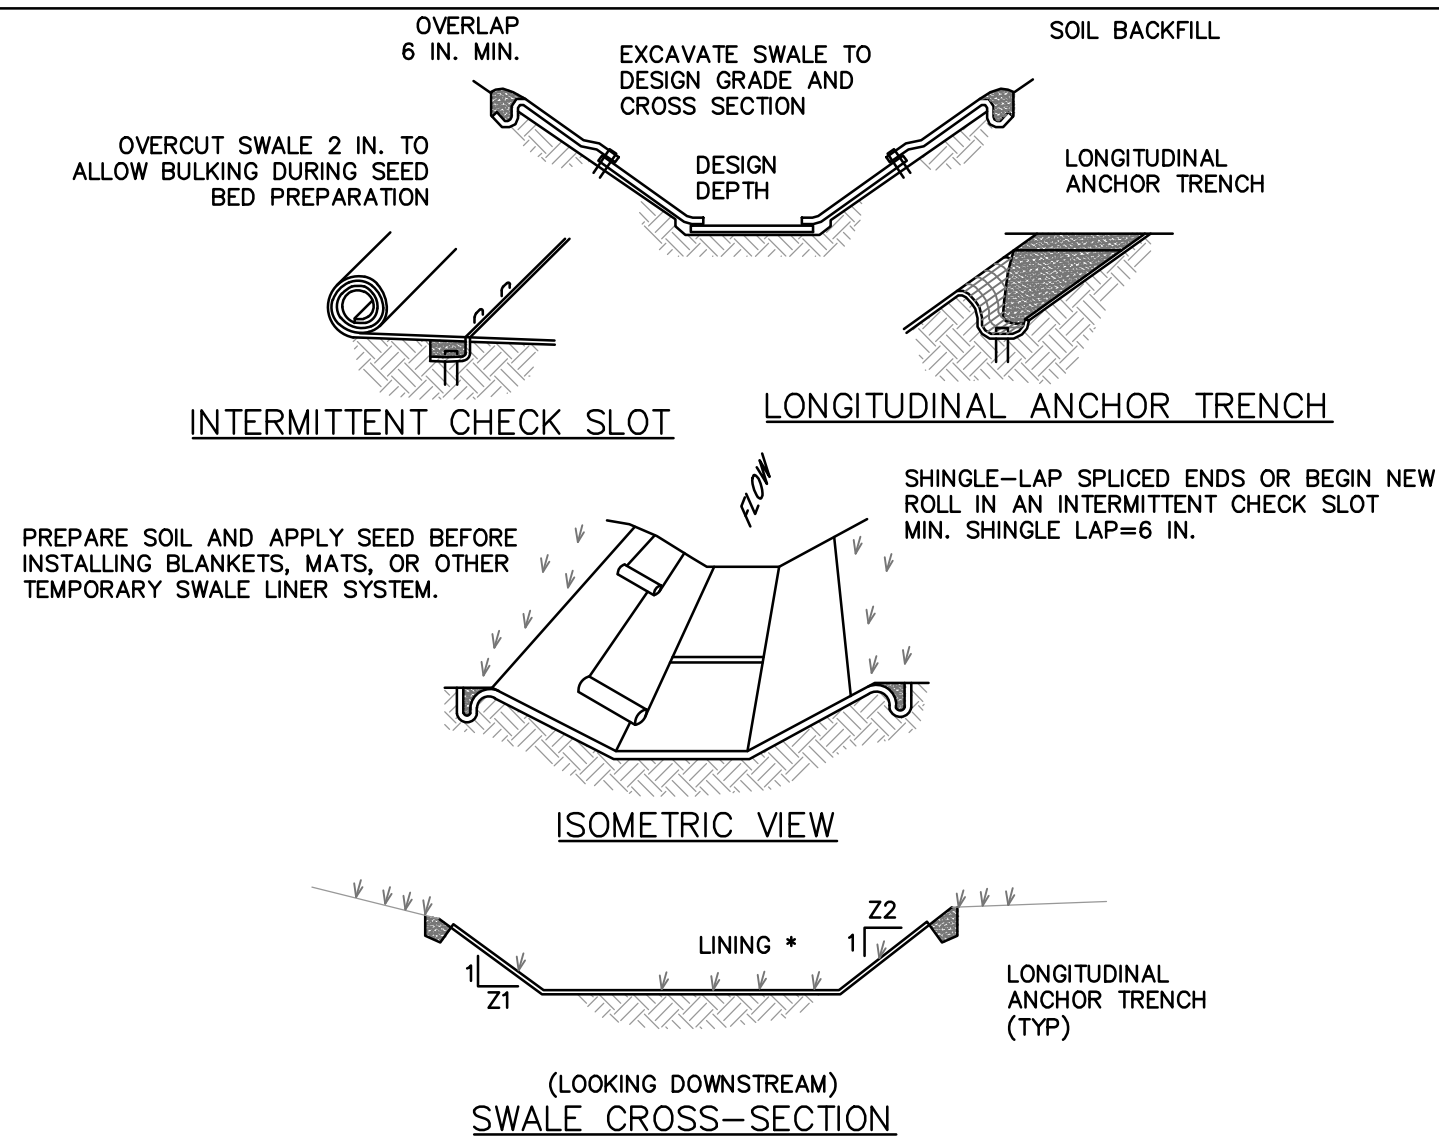 OVERLAP
6 IN. MIN.
EXCAVATE SWALE TO
DESIGN GRADE AND
CROSS SECTION
SOIL BACKFILL
OVERCUT SWALE 2 IN. TO
ALLOW BULKING DURING SEED
BED PREPARATION
DESIGN
DEPTH
LONGITUDINAL
ANCHOR TRENCH
INTERMITTENT CHECK SLOT
LONGITUDINAL ANCHOR TRENCH
FLOW
SHINGLE-LAP SPLICED ENDS OR BEGIN NEW
ROLL IN AN INTERMITTENT CHECK SLOT
MIN. SHINGLE LAP=6 IN.
PREPARE SOIL AND APPLY SEED BEFORE
INSTALLING BLANKETS, MATS, OR OTHER
TEMPORARY SWALE LINER SYSTEM.
ISOMETRIC VIEW
1
Z1
LINING *
Z2
1
LONGITUDINAL
ANCHOR TRENCH
(TYP)
(LOOKING DOWNSTREAM)
SWALE CROSS-SECTION